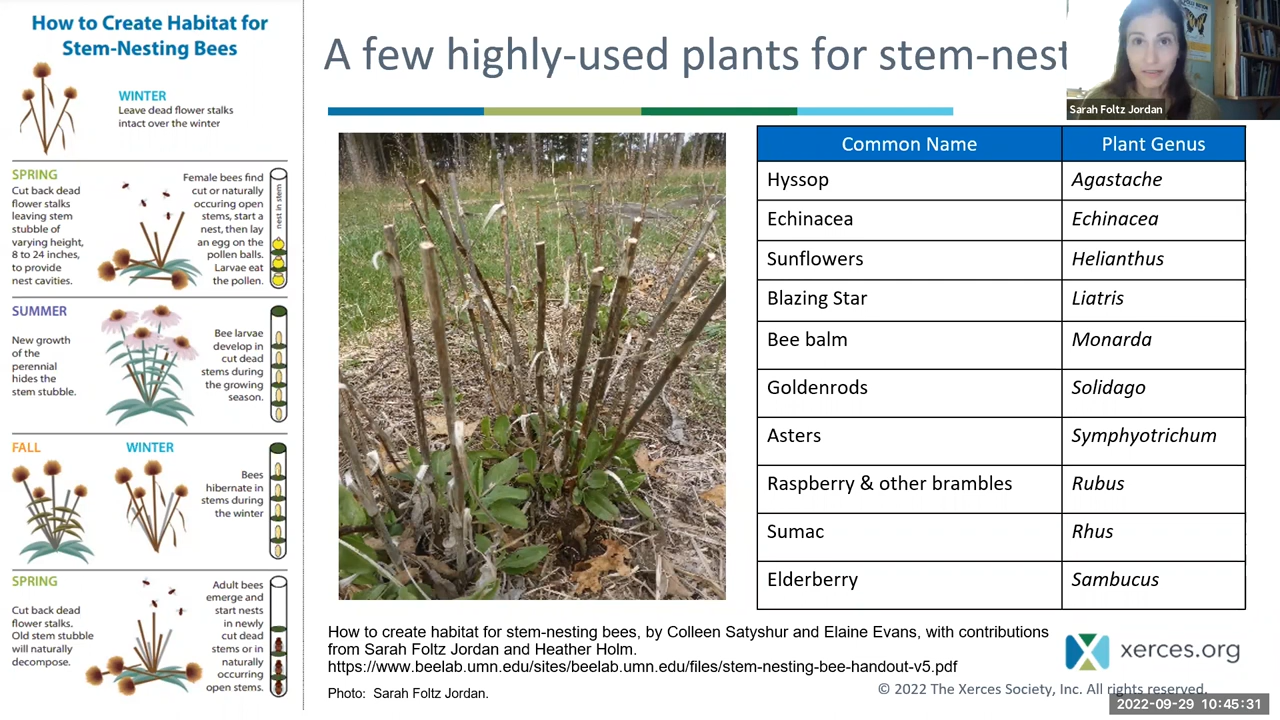 How to Create Habitat for
Stem-Nesting Bees
WINTER
Leave dead flower stalks
intact over the winter
SPRING
Cut back dead
flower stalks
leaving stem
stubble of
varying height,
8 to 24 inches,
to provide
nest cavities.
Female bees find
cut or naturally
occuring open
stems, start a
nest, then lay
an egg on the
pollen balls.
Larvae eat
the pollen.
nest in stem
SUMMER
New growth
of the
perennial
hides the
stem stubble.
Bee larvae
develop in
cut dead
stems during
the growing
season.
FALL
WINTER
Bees
hibernate in
stems during
the winter
SPRING
Cut back dead
flower stalks.
Old stem stubble
will naturally
decompose.
Adult bees
emerge and
start nests
in newly
cut dead
stems or in
naturally
occurring
open stems.
A few highly-used plants for stem-nest
Sarah Foltz Jordan
Common Name Plant Genus
Hyssop Agastache
Echinacea Echinacea
Sunflowers Helianthus
Blazing Star Liatris
Bee balm Monarda
Goldenrods Solidago
Asters Symphyotrichum
Raspberry & other brambles Rubus
Sumac Rhus
Elderberry Sambucus
How to create habitat for stem-nesting bees, by Colleen Satyshur and Elaine Evans, with contributions
from Sarah Foltz Jordan and Heather Holm.
https://www.beelab.umn.edu/sites/beelab.umn.edu/files/stem-nesting-bee-handout-v5.pdf
Photo: Sarah Foltz Jordan.
xerces.org
© 2022 The Xerces Society, Inc. All rights reserved.
2022-09-29 10:45:31